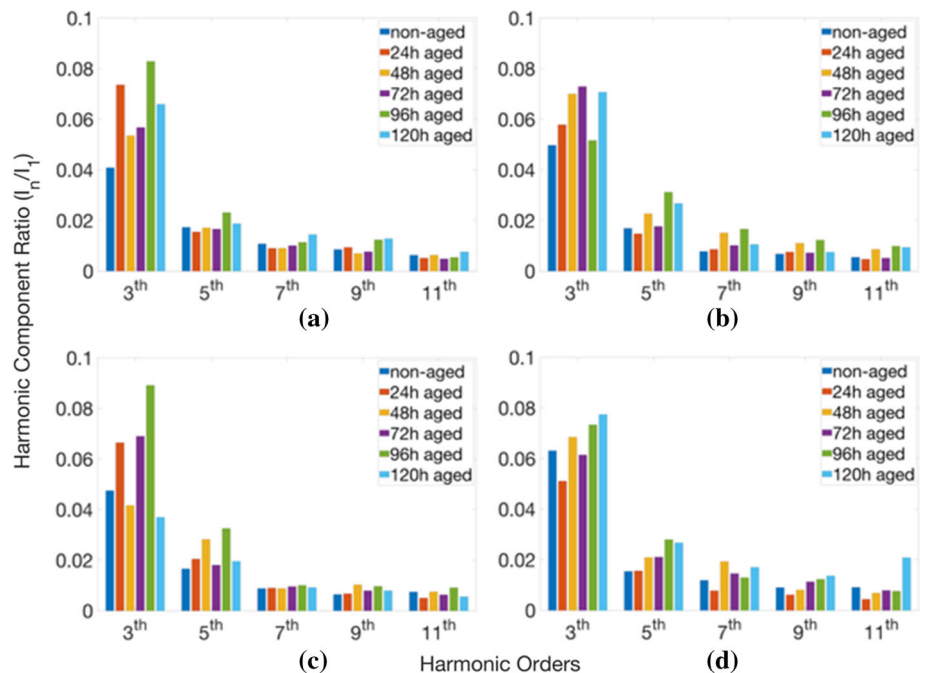 Harmonic Component Ratio (Iₙ/I₁)
0.1
0.08
0.06
0.04
0.02
0
non-aged
24h aged
48h aged
72h aged
96h aged
120h aged
3th 5th 7th 9th 11th
(a)
0.1
0.08
0.06
0.04
0.02
0
non-aged
24h aged
48h aged
72h aged
96h aged
120h aged
3th 5th 7th 9th 11th
(b)
0.1
0.08
0.06
0.04
0.02
0
non-aged
24h aged
48h aged
72h aged
96h aged
120h aged
3th 5th 7th 9th 11th
(c)
0.1
0.08
0.06
0.04
0.02
0
non-aged
24h aged
48h aged
72h aged
96h aged
120h aged
3th 5th 7th 9th 11th
(d)
Harmonic Orders